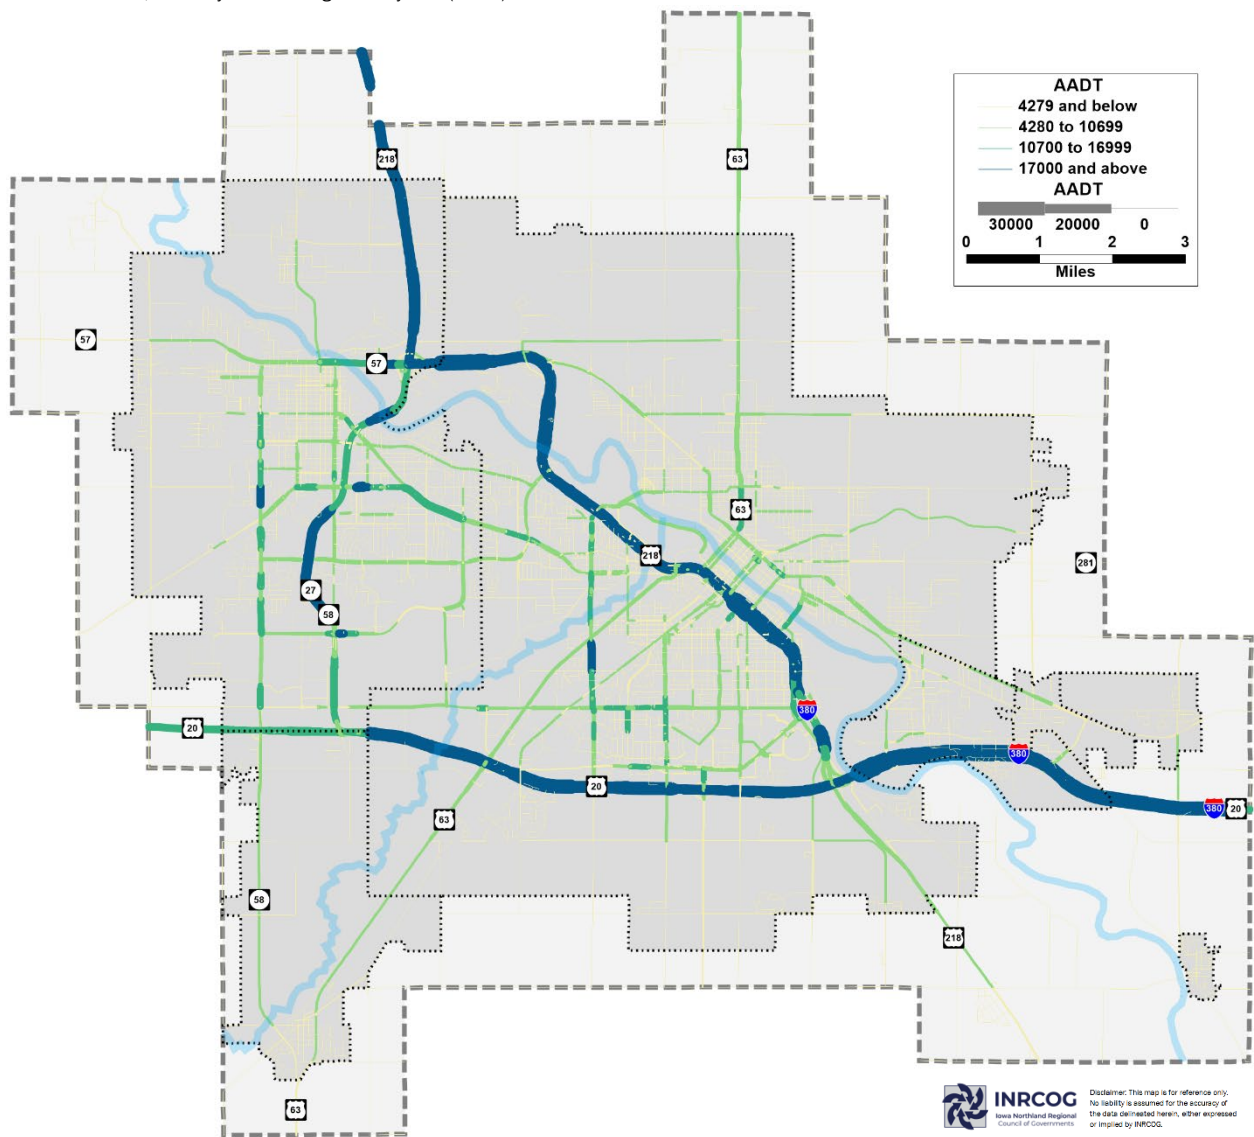 AADT
4279 and below
4280 to 10699
10700 to 16999
17000 and above
AADT
30000 20000 0
0 1 2 3
Miles
218
63
57
57
63
218
281
27
58
380
20
380
20
380
20
63
58
218
63
INRCOG
Iowa Northland Regional
Council of Governments
Disclaimer: This map is for reference only.
No liability is assumed for the accuracy of
the data delineated herein, either expressed
or implied by INRCOG.